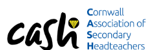 cash
Cornwall
Association of
Secondary
Headteachers